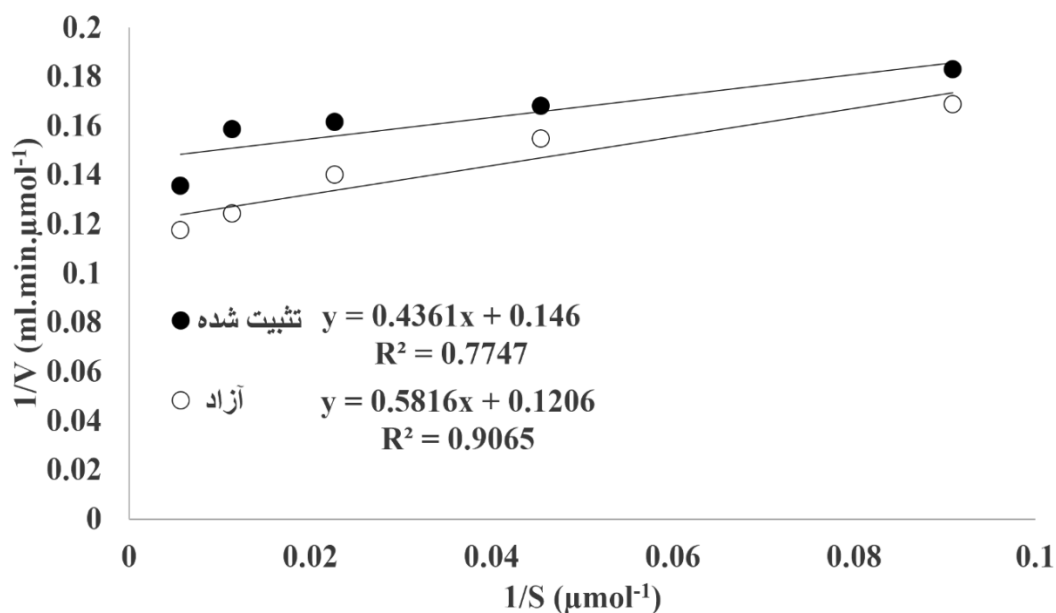 0.2
0.18
0.16
0.14
0.12
0.1
0.08
0.06
0.04
0.02
0
1/V (ml.min.µmol⁻¹)
تثبیت شده y = 0.4361x + 0.146
R² = 0.7747
آزاد y = 0.5816x + 0.1206
R² = 0.9065
0 0.02 0.04 0.06 0.08 0.1
1/S (µmol⁻¹)